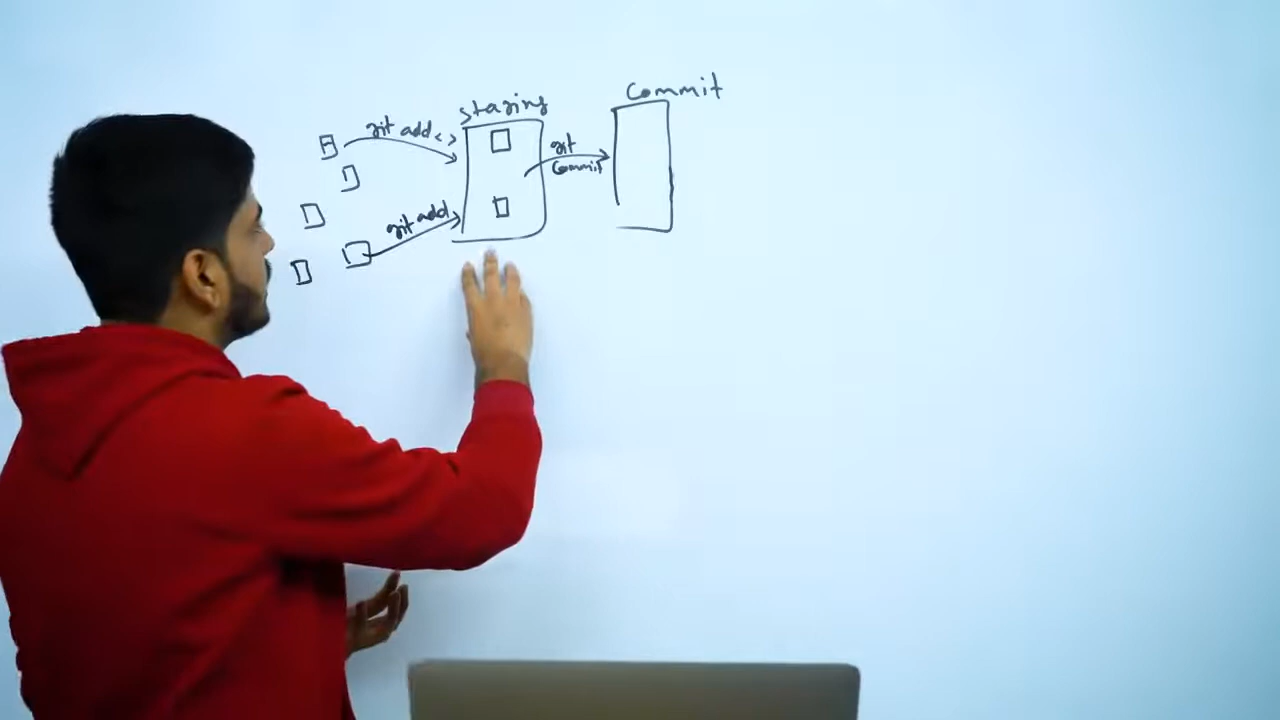 Commit
staging
git add <>
git
commit
git add